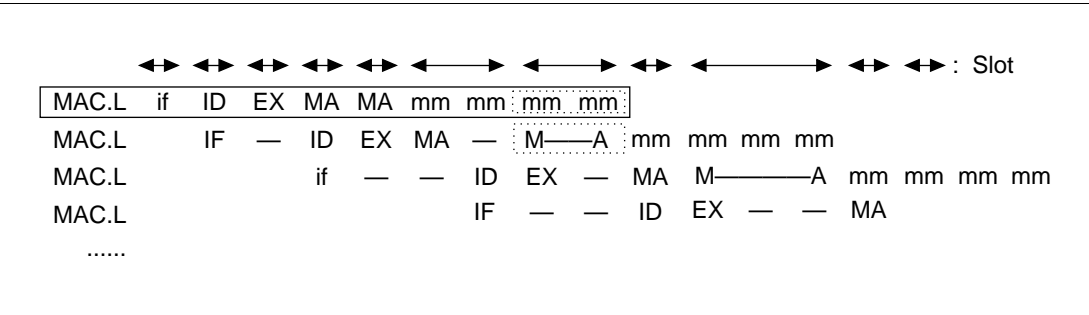 : Slot
MAC.L if ID EX MA MA mm mm mm mm
MAC.L IF — ID EX MA — M——A mm mm mm mm
MAC.L if — — ID EX — MA M————A mm mm mm mm
MAC.L IF — — ID EX — — MA
......